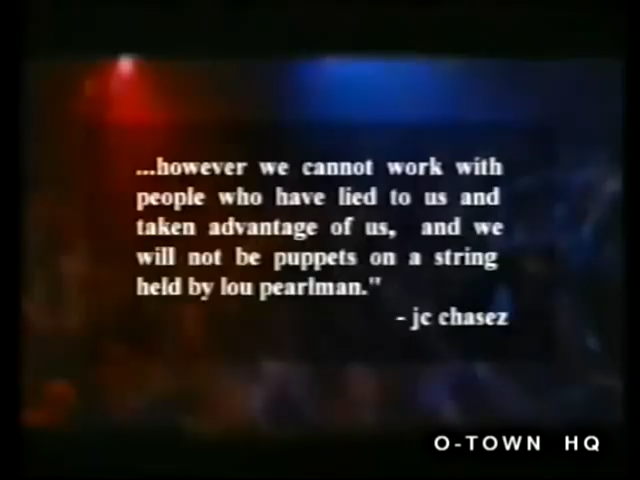 ...however we cannot work with
people who have lied to us and
taken advantage of us, and we
will not be puppets on a string
held by lou pearlman."
- jc chasez
O-TOWN HQ